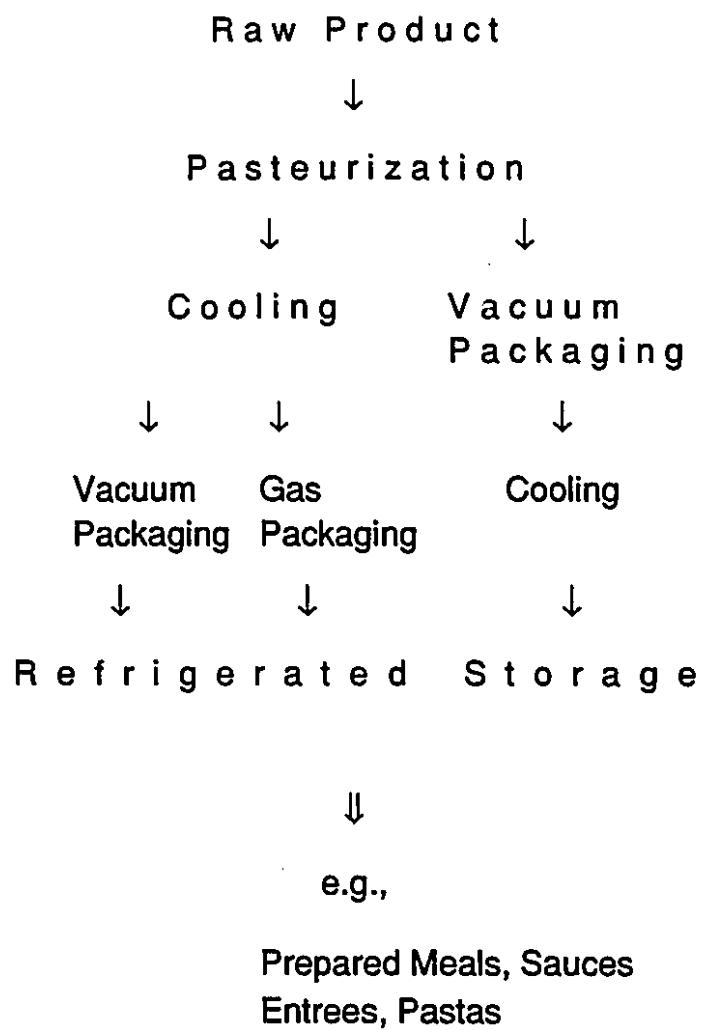 Raw Product
↓
Pasteurization
↓ ↓
Cooling Vacuum
Packaging
↓ ↓ ↓
Vacuum Gas Cooling
Packaging Packaging
↓ ↓ ↓
Refrigerated Storage
⇓
e.g.,
Prepared Meals, Sauces
Entrees, Pastas